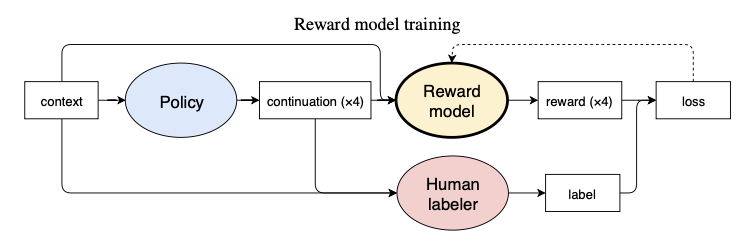 Reward model training
context
Policy
continuation (×4)
Reward
model
reward (×4)
loss
Human
labeler
label